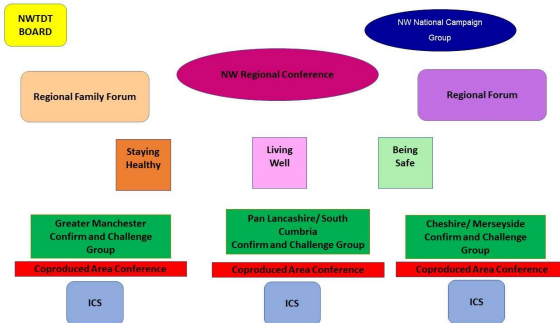 NWTDT
BOARD
NW National Campaign
Group
NW Regional Conference
Regional Family Forum
Regional Forum
Staying
Healthy
Living
Well
Being
Safe
Greater Manchester
Confirm and Challenge
Group
Pan Lancashire/ South
Cumbria
Confirm and Challenge Group
Cheshire/ Merseyside
Confirm and Challenge
Group
Coproduced Area Conference
Coproduced Area Conference
Coproduced Area Conference
ICS
ICS
ICS